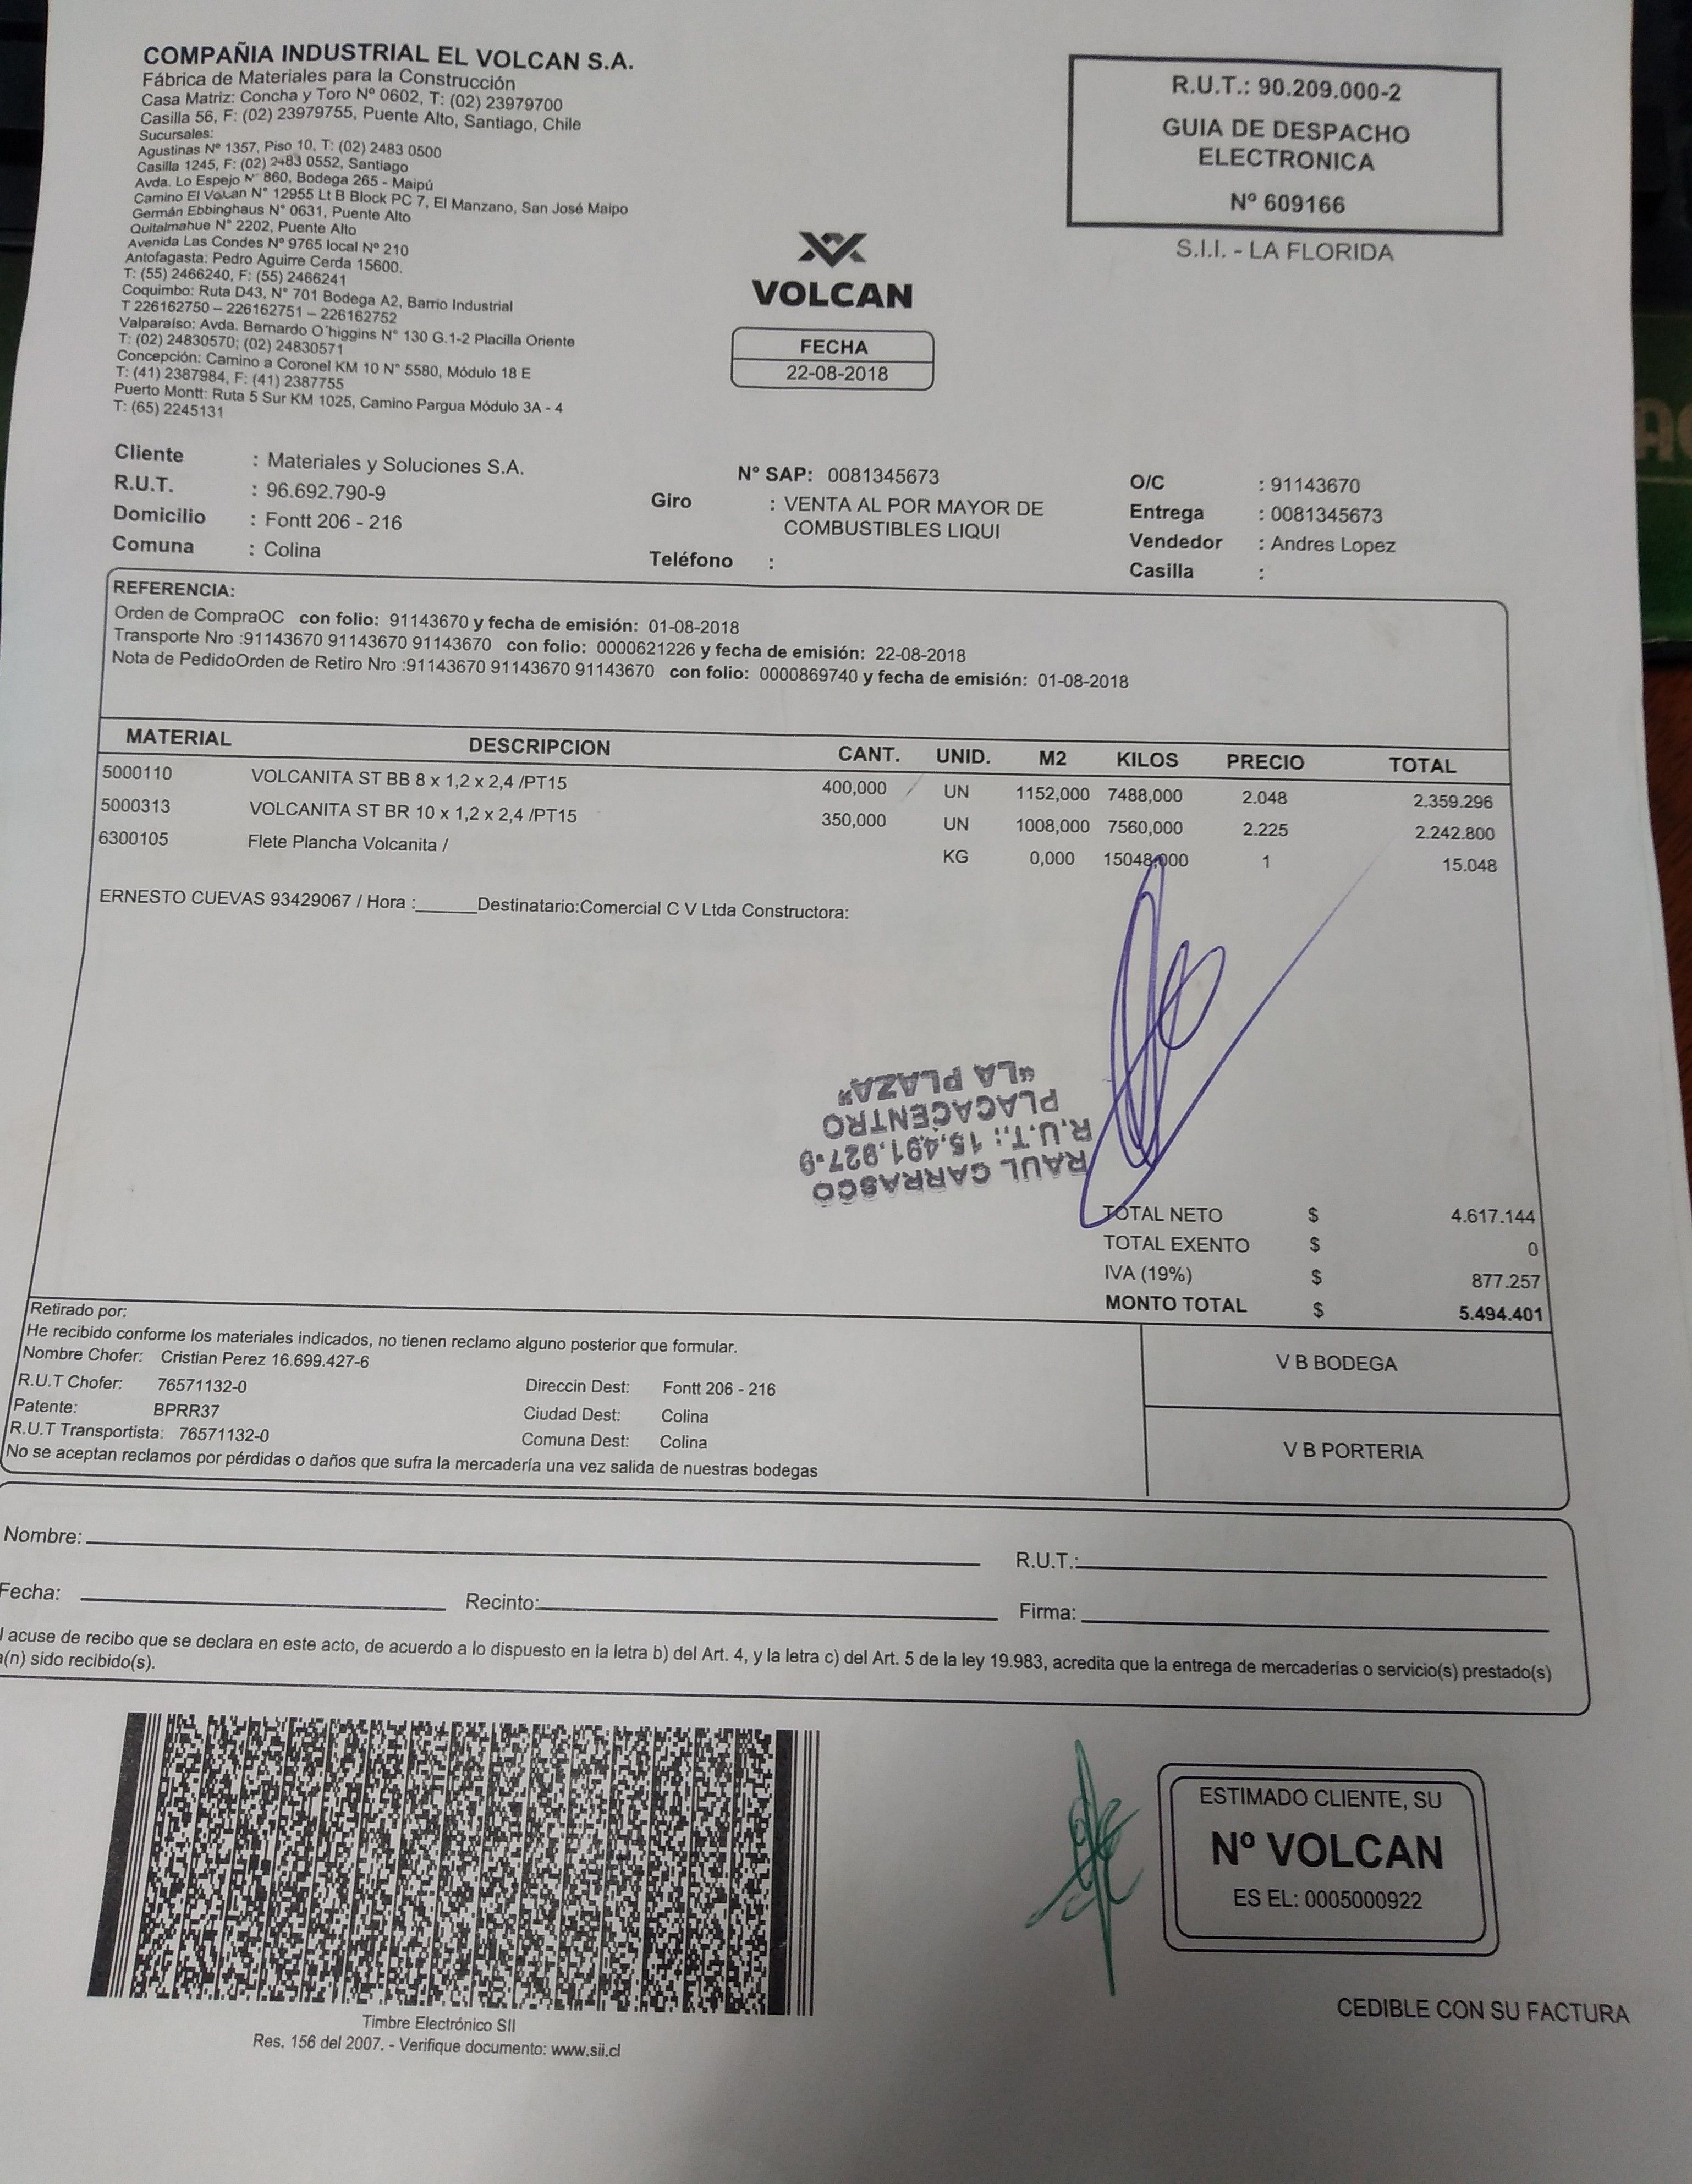 COMPAÑIA INDUSTRIAL EL VOLCAN S.A.
Fábrica de Materiales para la Construcción
Casa Matriz: Concha y Toro Nº 0602, T: (02) 23979700
Casilla 56, F: (02) 23979755, Puente Alto, Santiago, Chile
Sucursales:
Agustinas Nº 1357, Piso 10, T: (02) 2483 0500
Casilla 1245, F: (02) 2483 0552, Santiago
Avda. Lo Espejo N° 860, Bodega 265 - Maipú
Camino El Volcan N° 12955 Lt B Block PC 7, El Manzano, San José Maipo
Germán Ebbinghaus N° 0631, Puente Alto
Quitalmahue N° 2202, Puente Alto
Avenida Las Condes Nº 9765 local Nº 210
Antofagasta: Pedro Aguirre Cerda 15600.
T: (55) 2466240, F: (55) 2466241
Coquimbo: Ruta D43, N° 701 Bodega A2, Barrio Industrial
T 226162750 – 226162751 – 226162752
Valparaíso: Avda. Bernardo O´higgins N° 130 G.1-2 Placilla Oriente
T: (02) 24830570; (02) 24830571
Concepción: Camino a Coronel KM 10 N° 5580, Módulo 18 E
T: (41) 2387984, F: (41) 2387755
Puerto Montt: Ruta 5 Sur KM 1025, Camino Pargua Módulo 3A - 4
T: (65) 2245131
R.U.T.: 90.209.000-2
GUIA DE DESPACHO
ELECTRONICA
Nº 609166
S.I.I. - LA FLORIDA
VOLCAN
FECHA
22-08-2018
Cliente : Materiales y Soluciones S.A.
R.U.T. : 96.692.790-9
Domicilio : Fontt 206 - 216
Comuna : Colina
N° SAP: 0081345673
Giro : VENTA AL POR MAYOR DE
COMBUSTIBLES LIQUI
Teléfono :
O/C : 91143670
Entrega : 0081345673
Vendedor : Andres Lopez
Casilla :
REFERENCIA:
Orden de CompraOC con folio: 91143670 y fecha de emisión: 01-08-2018
Transporte Nro :91143670 91143670 91143670 con folio: 0000621226 y fecha de emisión: 22-08-2018
Nota de PedidoOrden de Retiro Nro :91143670 91143670 91143670 con folio: 0000869740 y fecha de emisión: 01-08-2018
MATERIAL DESCRIPCION CANT. UNID. M2 KILOS PRECIO TOTAL
5000110 VOLCANITA ST BB 8 x 1,2 x 2,4 /PT15 400,000 UN 1152,000 7488,000 2.048 2.359.296
5000313 VOLCANITA ST BR 10 x 1,2 x 2,4 /PT15 350,000 UN 1008,000 7560,000 2.225 2.242.800
6300105 Flete Plancha Volcanita / KG 0,000 15048,000 1 15.048
ERNESTO CUEVAS 93429067 / Hora :______Destinatario:Comercial C V Ltda Constructora:
RAUL CARRASCO
R.U.T.: 15.491.927-9
PLACACENTRO
"LA PLAZA"
TOTAL NETO $ 4.617.144
TOTAL EXENTO $ 0
IVA (19%) $ 877.257
MONTO TOTAL $ 5.494.401
Retirado por:
He recibido conforme los materiales indicados, no tienen reclamo alguno posterior que formular.
Nombre Chofer: Cristian Perez 16.699.427-6
R.U.T Chofer: 76571132-0 Direccin Dest: Fontt 206 - 216
Patente: BPRR37 Ciudad Dest: Colina
R.U.T Transportista: 76571132-0 Comuna Dest: Colina
No se aceptan reclamos por pérdidas o daños que sufra la mercadería una vez salida de nuestras bodegas
V B BODEGA
V B PORTERIA
Nombre: R.U.T.:
Fecha: Recinto: Firma:
l acuse de recibo que se declara en este acto, de acuerdo a lo dispuesto en la letra b) del Art. 4, y la letra c) del Art. 5 de la ley 19.983, acredita que la entrega de mercaderías o servicio(s) prestado(s)
(n) sido recibido(s).
Timbre Electrónico SII
Res. 156 del 2007. - Verifique documento: www.sii.cl
ESTIMADO CLIENTE, SU
Nº VOLCAN
ES EL: 0005000922
CEDIBLE CON SU FACTURA